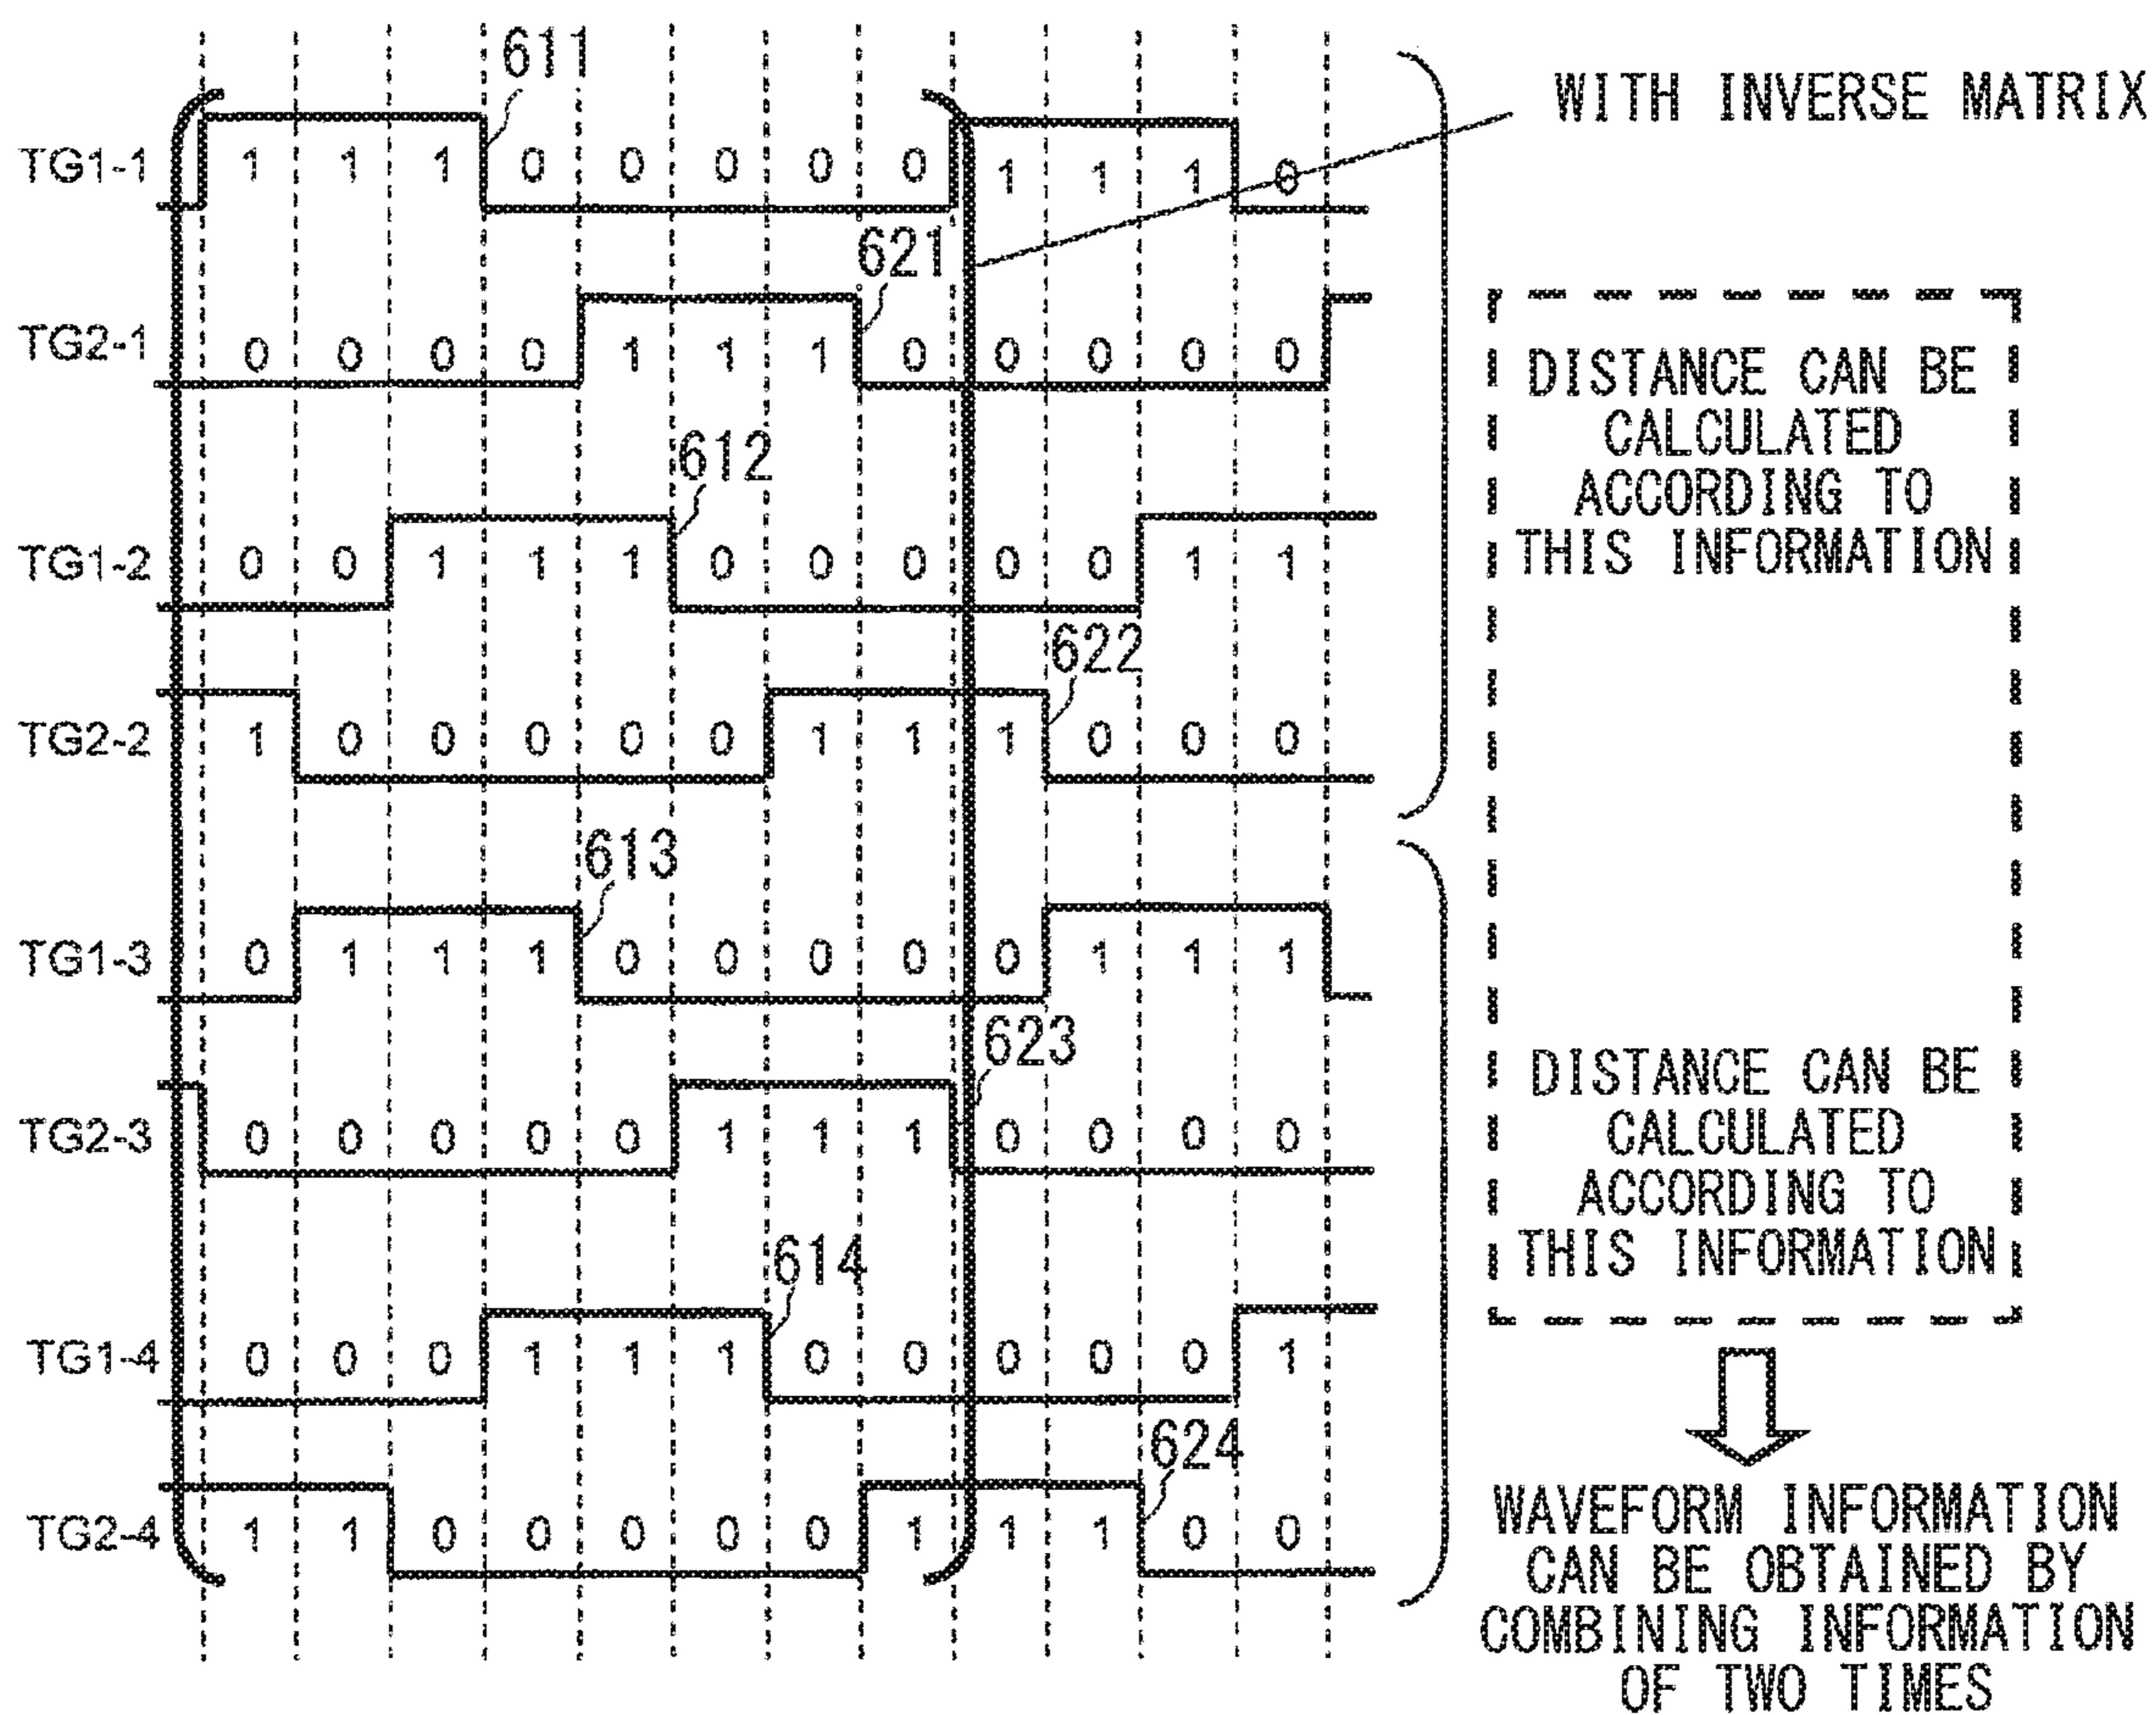 611
WITH INVERSE MATRIX
TG1-1 1 1 1 0 0 0 0 0 1 1 1 0
621
TG2-1 0 0 0 0 1 1 1 0 0 0 0 0
DISTANCE CAN BE
CALCULATED
ACCORDING TO
THIS INFORMATION
612
TG1-2 0 0 1 1 1 0 0 0 0 0 1 1
622
TG2-2 1 0 0 0 0 0 1 1 1 0 0 0
613
TG1-3 0 1 1 1 0 0 0 0 0 1 1 1
623
TG2-3 0 0 0 0 0 1 1 1 0 0 0 0
DISTANCE CAN BE
CALCULATED
ACCORDING TO
THIS INFORMATION
614
TG1-4 0 0 0 1 1 1 0 0 0 0 0 1
624
TG2-4 1 1 0 0 0 0 0 1 1 1 0 0
WAVEFORM INFORMATION
CAN BE OBTAINED BY
COMBINING INFORMATION
OF TWO TIMES